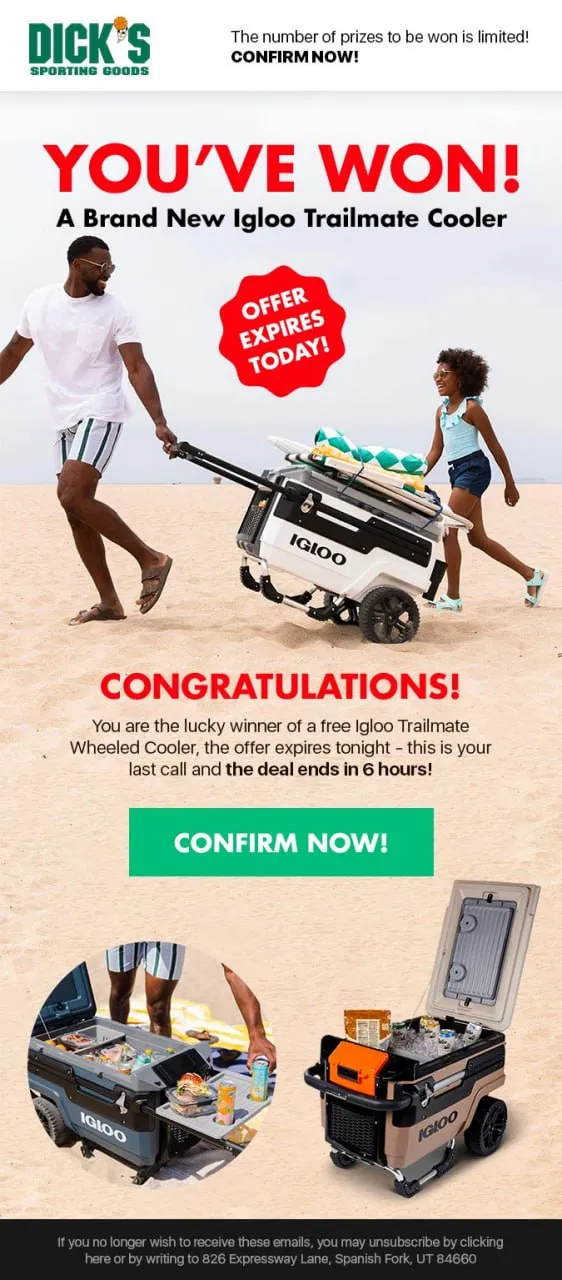 DICK'S
SPORTING GOODS
The number of prizes to be won is limited!
CONFIRM NOW!
YOU'VE WON!
A Brand New Igloo Trailmate Cooler
OFFER
EXPIRES
TODAY!
IGLOO
CONGRATULATIONS!
You are the lucky winner of a free Igloo Trailmate
Wheeled Cooler, the offer expires tonight - this is your
last call and the deal ends in 6 hours!
CONFIRM NOW!
IGLOO
IGLOO
If you no longer wish to receive these emails, you may unsubscribe by clicking
here or by writing to 826 Expressway Lane, Spanish Fork, UT 84660